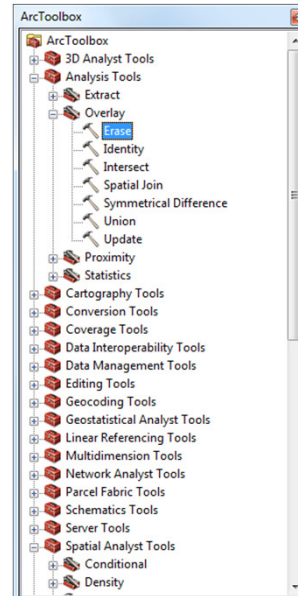 ArcToolbox
ArcToolbox
3D Analyst Tools
Analysis Tools
Extract
Overlay
Erase
Identity
Intersect
Spatial Join
Symmetrical Difference
Union
Update
Proximity
Statistics
Cartography Tools
Conversion Tools
Coverage Tools
Data Interoperability Tools
Data Management Tools
Editing Tools
Geocoding Tools
Geostatistical Analyst Tools
Linear Referencing Tools
Multidimension Tools
Network Analyst Tools
Parcel Fabric Tools
Schematics Tools
Server Tools
Spatial Analyst Tools
Conditional
Density